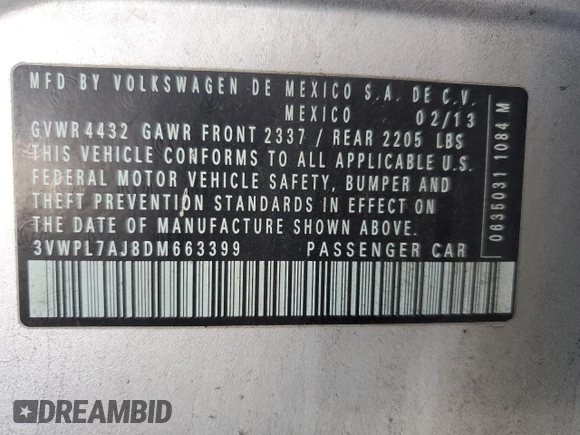 MFD BY VOLKSWAGEN DE MEXICO S.A. DE C.V.
MEXICO 02/13
GVWR 4432 GAWR FRONT 2337 / REAR 2205 LBS
THIS VEHICLE CONFORMS TO ALL APPLICABLE U.S.
FEDERAL MOTOR VEHICLE SAFETY, BUMPER AND
THEFT PREVENTION STANDARDS IN EFFECT ON
THE DATE OF MANUFACTURE SHOWN ABOVE.
3VWPL7AJ8DM663399 PASSENGER CAR
0635031 1084 M
DREAMBID